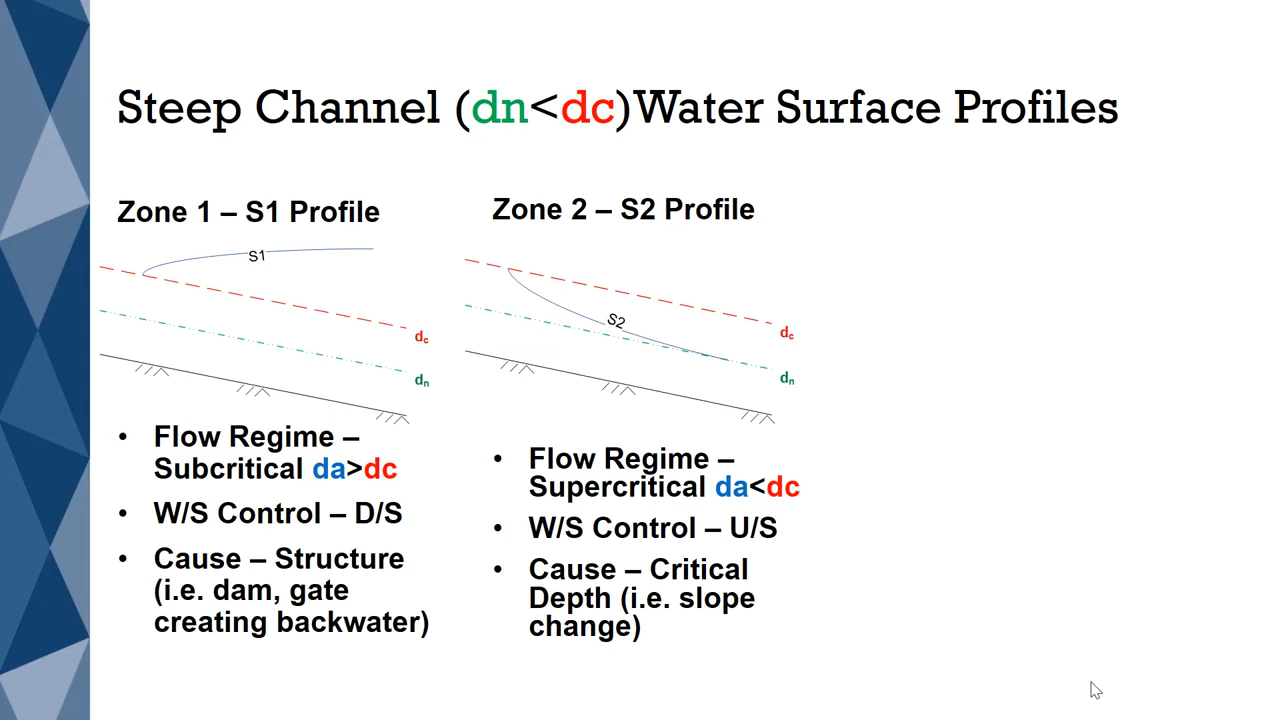 Steep Channel (dn<dc)Water Surface Profiles
Zone 1 – S1 Profile
S1
dc
dn
• Flow Regime –
Subcritical da>dc
• W/S Control – D/S
• Cause – Structure
(i.e. dam, gate
creating backwater)
Zone 2 – S2 Profile
S2
dc
dn
• Flow Regime –
Supercritical da<dc
• W/S Control – U/S
• Cause – Critical
Depth (i.e. slope
change)